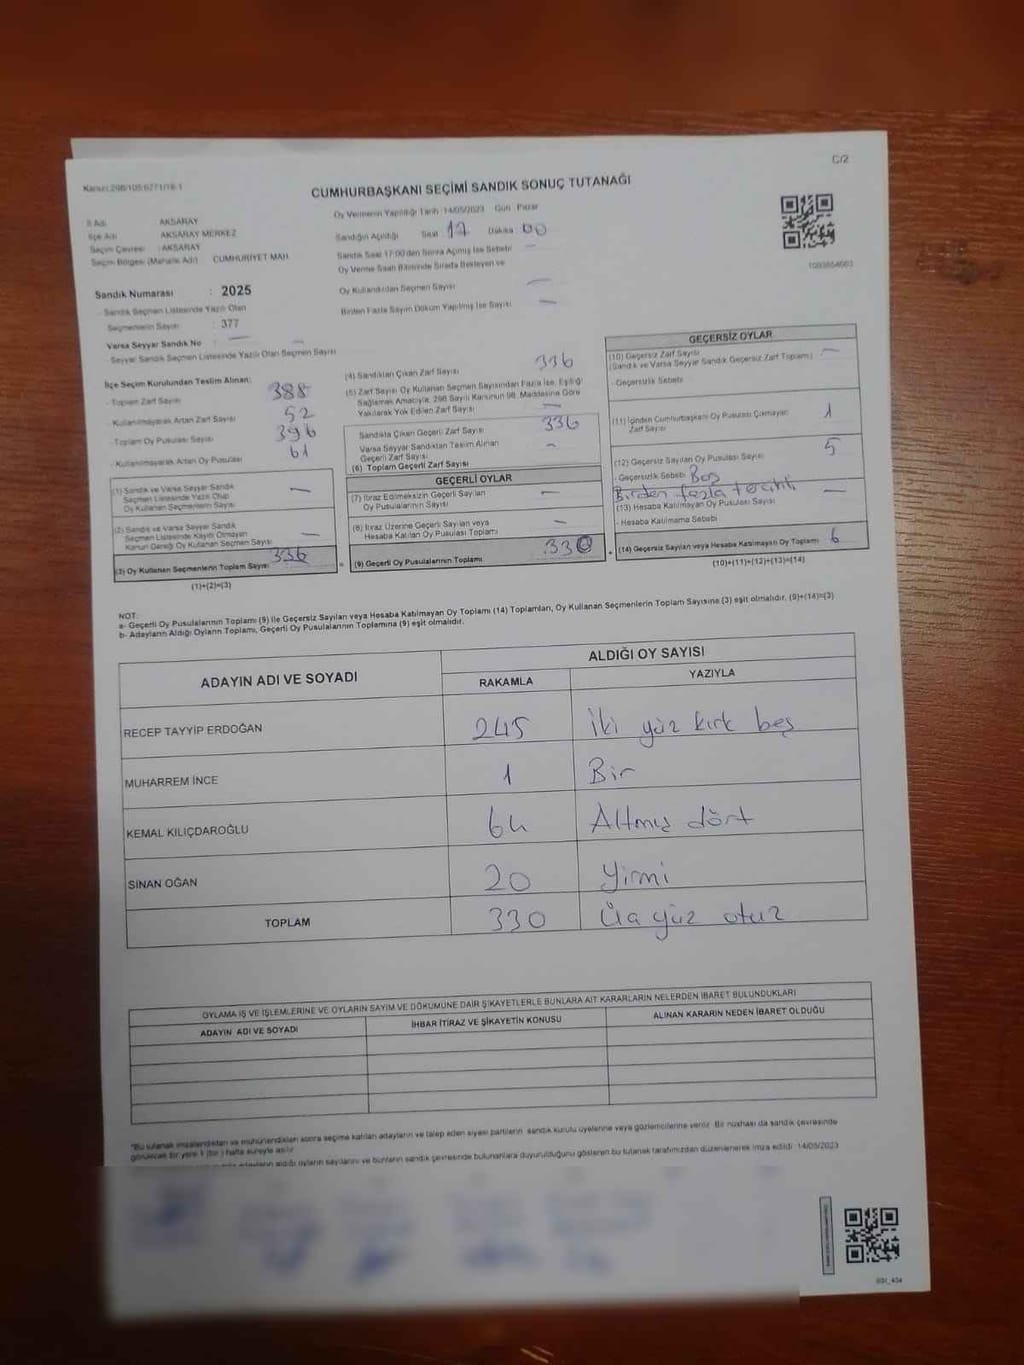 C/2
Kanun:298/105:6271/18-1
CUMHURBAŞKANI SEÇİMİ SANDIK SONUÇ TUTANAĞI
İl Adı : AKSARAY
İlçe Adı : AKSARAY MERKEZ
Seçim Çevresi : AKSARAY
Seçim Bölgesi (Mahalle Adı) : CUMHURİYET MAH.
Sandık Numarası : 2025
- Sandık Seçmen Listesinde Yazılı Olan
Seçmenlerin Sayısı : 377
Varsa Seyyar Sandık No : —
- Seyyar Sandık Seçmen Listesinde Yazılı Olan Seçmen Sayısı —
Oy Vermenin Yapıldığı Tarih :14/05/2023 Gün : Pazar
Sandığın Açıldığı Saat 17 Dakika 00
Sandık Saat 17:00'den Sonra Açılmış İse Sebebi —
Oy Verme Saati Bitiminde Sırada Bekleyen ve
Oy Kullandırılan Seçmen Sayısı —
Birden Fazla Sayım Döküm Yapılmış İse Sayısı —
İlçe Seçim Kurulundan Teslim Alınan:
- Toplam Zarf Sayısı 388
- Kullanılmayarak Artan Zarf Sayısı 52
- Toplam Oy Pusulası Sayısı 396
- Kullanılmayarak Artan Oy Pusulası 61
(1) Sandık ve Varsa Seyyar Sandık
Seçmen Listesinde Yazılı Olup
Oy Kullanan Seçmenlerin Sayısı —
(2) Sandık ve Varsa Seyyar Sandık
Seçmen Listesinde Kaydı Olmayan
Kanun Gereği Oy Kullanan Seçmen Sayısı —
(3) Oy Kullanan Seçmenlerin Toplam Sayısı 336
(1)+(2)=(3)
(4) Sandıktan Çıkan Zarf Sayısı 336
(5) Zarf Sayısı Oy Kullanan Seçmen Sayısından Fazla İse, Eşitliği
Sağlamak Amacıyla, 298 Sayılı Kanunun 98. Maddesine Göre
Yakılarak Yok Edilen Zarf Sayısı —
Sandıkta Çıkan Geçerli Zarf Sayısı 336
Varsa Seyyar Sandıktan Teslim Alınan
Geçerli Zarf Sayısı —
(6) Toplam Geçerli Zarf Sayısı
GEÇERLİ OYLAR
(7) İtiraz Edilmeksizin Geçerli Sayılan
Oy Pusulalarının Sayısı —
(8) İtiraz Üzerine Geçerli Sayılan veya
Hesaba Katılan Oy Pusulası Toplamı —
(9) Geçerli Oy Pusulalarının Toplamı 330
GEÇERSİZ OYLAR
(10) Geçersiz Zarf Sayısı
(Sandık ve Varsa Seyyar Sandık Geçersiz Zarf Toplamı) —
- Geçersizlik Sebebi
(11) İçinden Cumhurbaşkanı Oy Pusulası Çıkmayan
Zarf Sayısı 1
(12) Geçersiz Sayılan Oy Pusulası Sayısı 5
- Geçersizlik Sebebi Boş
Birden fazla tercihli
(13) Hesaba Katılmayan Oy Pusulası Sayısı —
- Hesaba Katılmama Sebebi
(14) Geçersiz Sayılan veya Hesaba Katılmayan Oy Toplamı 6
(10)+(11)+(12)+(13)=(14)
NOT:
a- Geçerli Oy Pusulaları Toplamı (9) ile Geçersiz Sayılan veya Hesaba Katılmayan Oy Toplamı (14) Toplamları, Oy Kullanan Seçmenlerin Toplam Sayısına (3) eşit olmalıdır. (9)+(14)=(3)
b- Adayların Aldığı Oyların Toplamı, Geçerli Oy Pusulalarının Toplamına (9) eşit olmalıdır.
ADAYIN ADI VE SOYADI
ALDIĞI OY SAYISI
RAKAMLA YAZIYLA
RECEP TAYYİP ERDOĞAN 245 İki yüz kırk beş
MUHARREM İNCE 1 Bir
KEMAL KILIÇDAROĞLU 64 Altmış dört
SİNAN OĞAN 20 Yirmi
TOPLAM 330 Üç yüz otuz
OYLAMA İŞ VE İŞLEMLERİNE VE OYLARIN SAYIM VE DÖKÜMÜNE DAİR ŞİKAYETLERLE BUNLARA AİT KARARLARIN NELERDEN İBARET BULUNDUKLARI
ADAYIN ADI VE SOYADI İHBAR İTİRAZ VE ŞİKAYETİN KONUSU ALINAN KARARIN NEDEN İBARET OLDUĞU
*Bu tutanak imzalandıktan ve mühürlendikten sonra seçime katılan adayların ve talep eden siyasi partilerin sandık kurulu üyelerine veya gözlemcilerine verilir. Bir nüshası da sandık çevresinde
görülecek bir yere 1 (bir) hafta süreyle asılır.
adayların aldığı oyların sayılarını ve bunların sandık çevresinde bulunanlara duyurulduğunu gösteren bu tutanak tarafımızdan düzenlenerek imza edildi. 14/05/2023